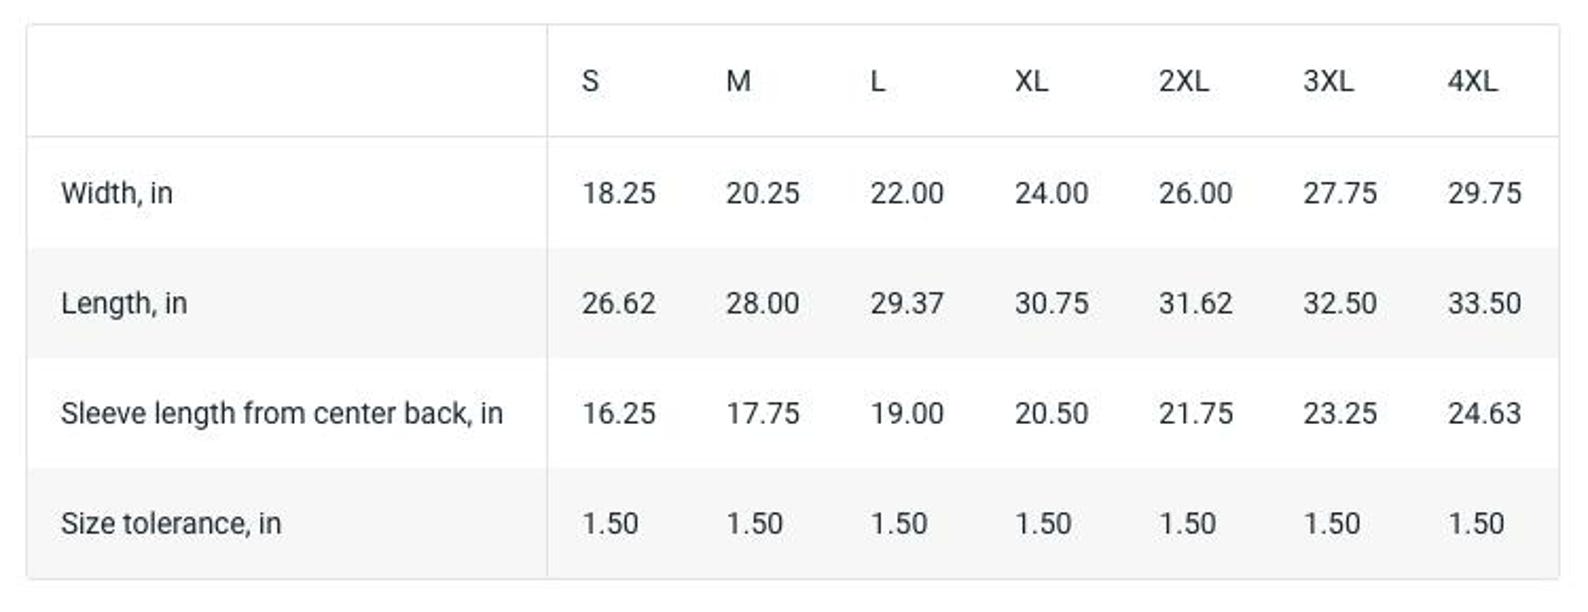 S M L XL 2XL 3XL 4XL
Width, in 18.25 20.25 22.00 24.00 26.00 27.75 29.75
Length, in 26.62 28.00 29.37 30.75 31.62 32.50 33.50
Sleeve length from center back, in 16.25 17.75 19.00 20.50 21.75 23.25 24.63
Size tolerance, in 1.50 1.50 1.50 1.50 1.50 1.50 1.50